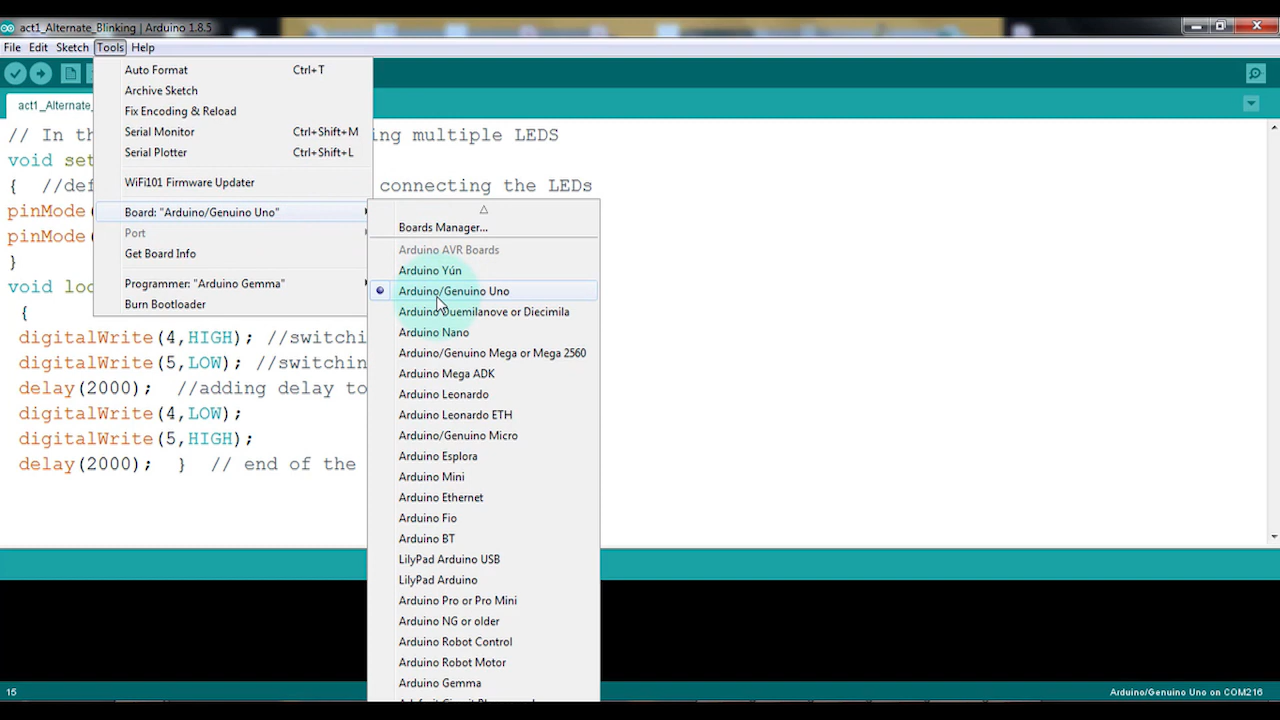 act1_Alternate_Blinking | Arduino 1.8.5
File Edit Sketch Tools Help
Auto Format Ctrl+T
Archive Sketch
Fix Encoding & Reload
Serial Monitor Ctrl+Shift+M
Serial Plotter Ctrl+Shift+L
WiFi101 Firmware Updater
Board: "Arduino/Genuino Uno"
Port
Get Board Info
Programmer: "Arduino Gemma"
Burn Bootloader
Boards Manager...
Arduino AVR Boards
Arduino Yún
Arduino/Genuino Uno
Arduino Duemilanove or Diecimila
Arduino Nano
Arduino/Genuino Mega or Mega 2560
Arduino Mega ADK
Arduino Leonardo
Arduino Leonardo ETH
Arduino/Genuino Micro
Arduino Esplora
Arduino Mini
Arduino Ethernet
Arduino Fio
Arduino BT
LilyPad Arduino USB
LilyPad Arduino
Arduino Pro or Pro Mini
Arduino NG or older
Arduino Robot Control
Arduino Robot Motor
Arduino Gemma
act1_Alternate_
// In th ing multiple LEDS
void set
{ //def connecting the LEDs
pinMode(
pinMode(
}
void loo
{
digitalWrite(4,HIGH); //switchi
digitalWrite(5,LOW); //switchin
delay(2000); //adding delay to
digitalWrite(4,LOW);
digitalWrite(5,HIGH);
delay(2000); } // end of the
15 Arduino/Genuino Uno on COM216